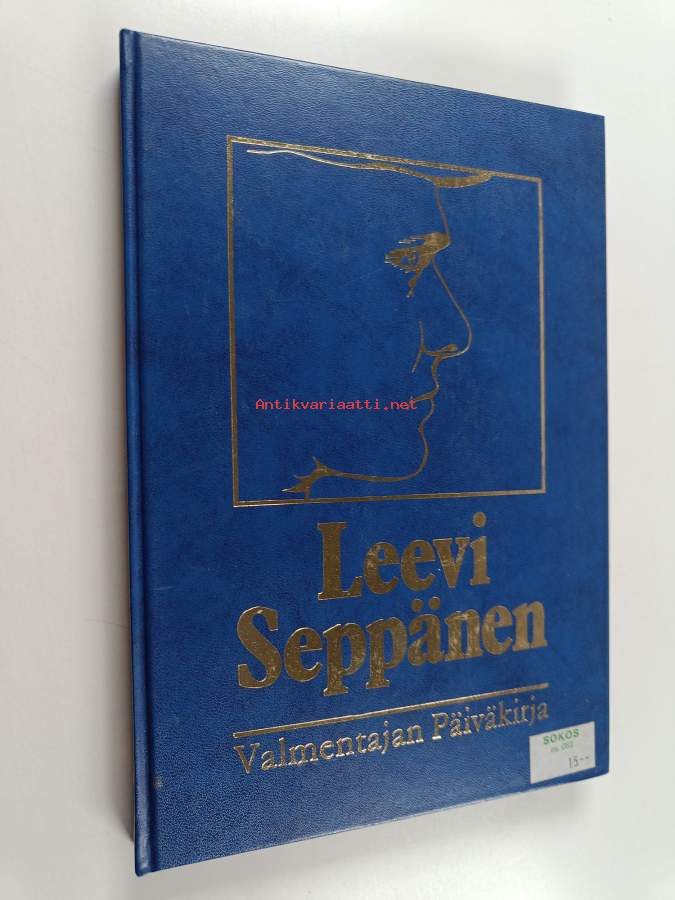 Antikvariaatti.net
Leevi
Seppänen
Valmentajan Päiväkirja
SOKOS
15--